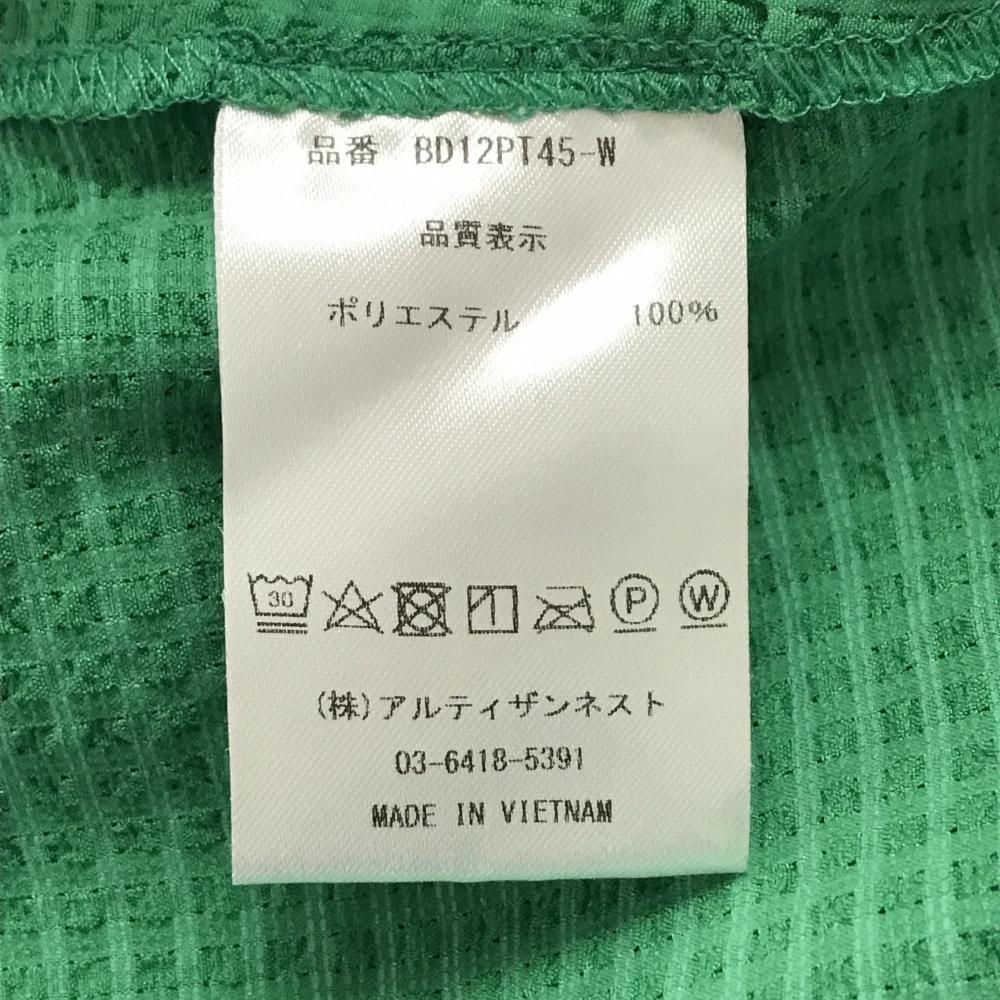 品番 BD12PT45-W
品質表示
ポリエステル 100%
30 P W
(株)アルティザンネスト
03-6418-5391
MADE IN VIETNAM